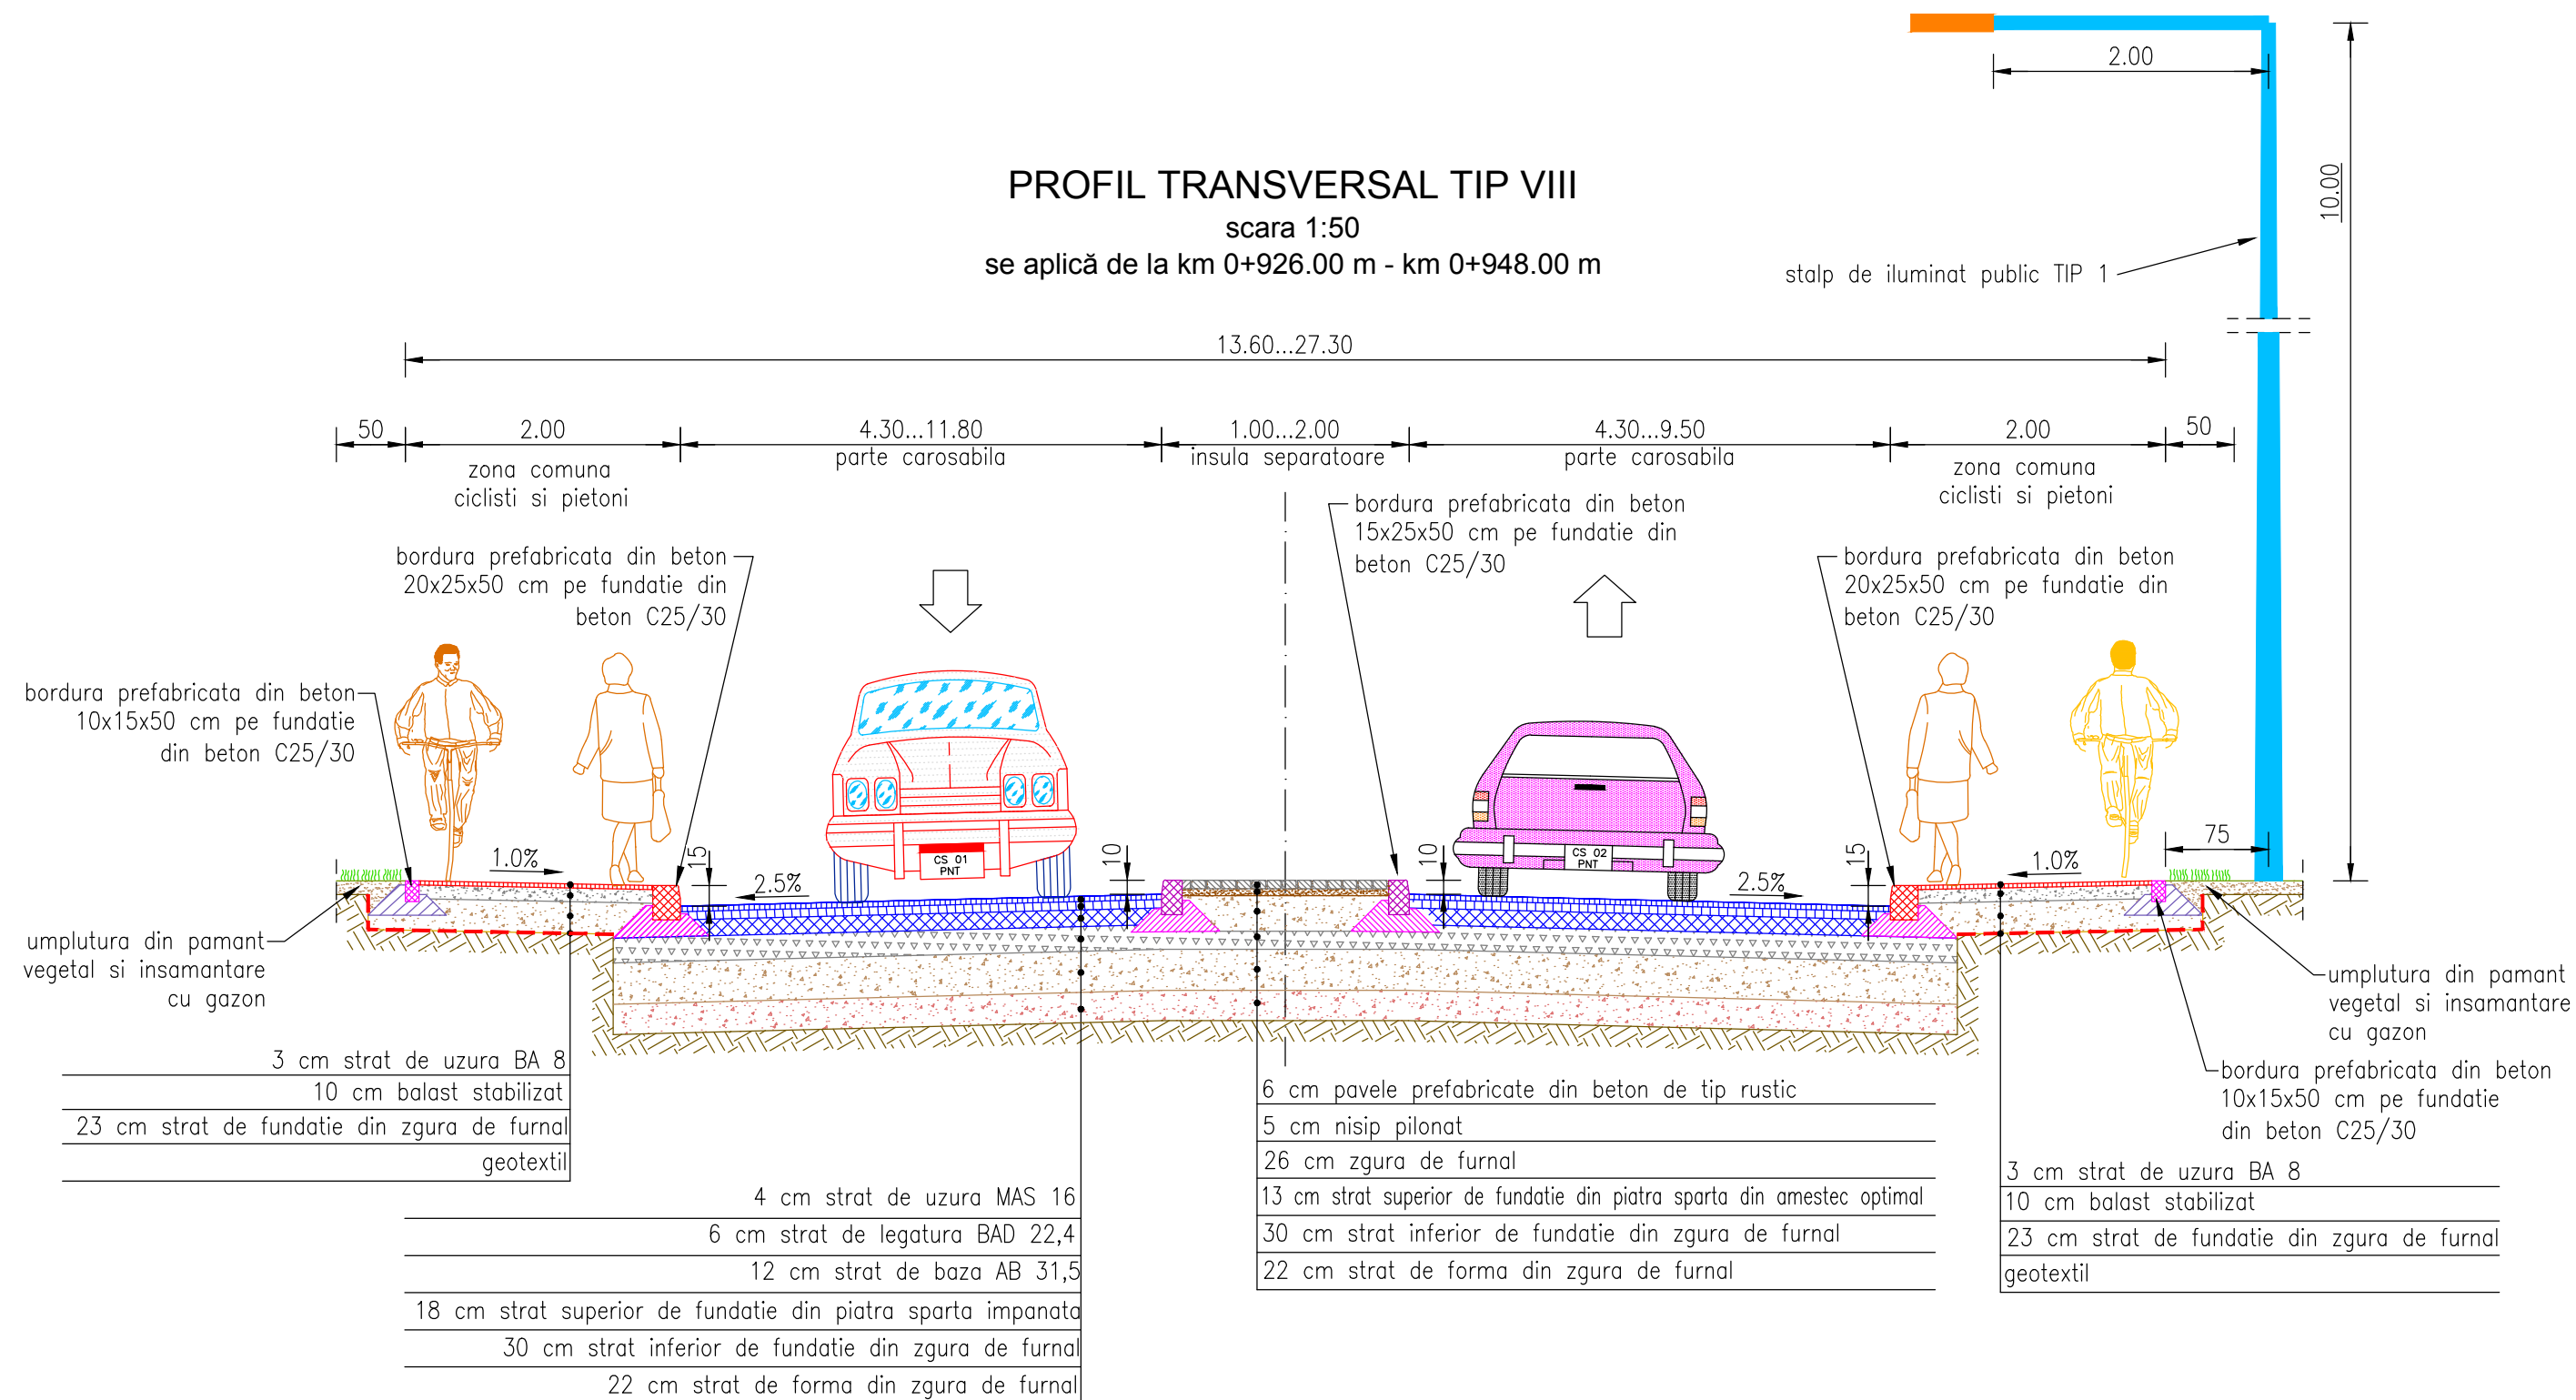 2.00
10.00
PROFIL TRANSVERSAL TIP VIII
scara 1:50
se aplică de la km 0+926.00 m - km 0+948.00 m
stalp de iluminat public TIP 1
13.60...27.30
50
2.00
4.30...11.80
1.00...2.00
4.30...9.50
2.00
50
zona comuna
ciclisti si pietoni
parte carosabila
insula separatoare
parte carosabila
zona comuna
ciclisti si pietoni
bordura prefabricata din beton
20x25x50 cm pe fundatie din
beton C25/30
bordura prefabricata din beton
15x25x50 cm pe fundatie din
beton C25/30
bordura prefabricata din beton
20x25x50 cm pe fundatie din
beton C25/30
bordura prefabricata din beton
10x15x50 cm pe fundatie
din beton C25/30
1.0%
15
2.5%
CS 01
PNT
10
10
CS 02
PNT
2.5%
15
1.0%
75
umplutura din pamant
vegetal si insamantare
cu gazon
umplutura din pamant
vegetal si insamantare
cu gazon
bordura prefabricata din beton
10x15x50 cm pe fundatie
din beton C25/30
3 cm strat de uzura BA 8
10 cm balast stabilizat
23 cm strat de fundatie din zgura de furnal
geotextil
4 cm strat de uzura MAS 16
6 cm strat de legatura BAD 22,4
12 cm strat de baza AB 31,5
18 cm strat superior de fundatie din piatra sparta impanata
30 cm strat inferior de fundatie din zgura de furnal
22 cm strat de forma din zgura de furnal
6 cm pavele prefabricate din beton de tip rustic
5 cm nisip pilonat
26 cm zgura de furnal
13 cm strat superior de fundatie din piatra sparta din amestec optimal
30 cm strat inferior de fundatie din zgura de furnal
22 cm strat de forma din zgura de furnal
3 cm strat de uzura BA 8
10 cm balast stabilizat
23 cm strat de fundatie din zgura de furnal
geotextil